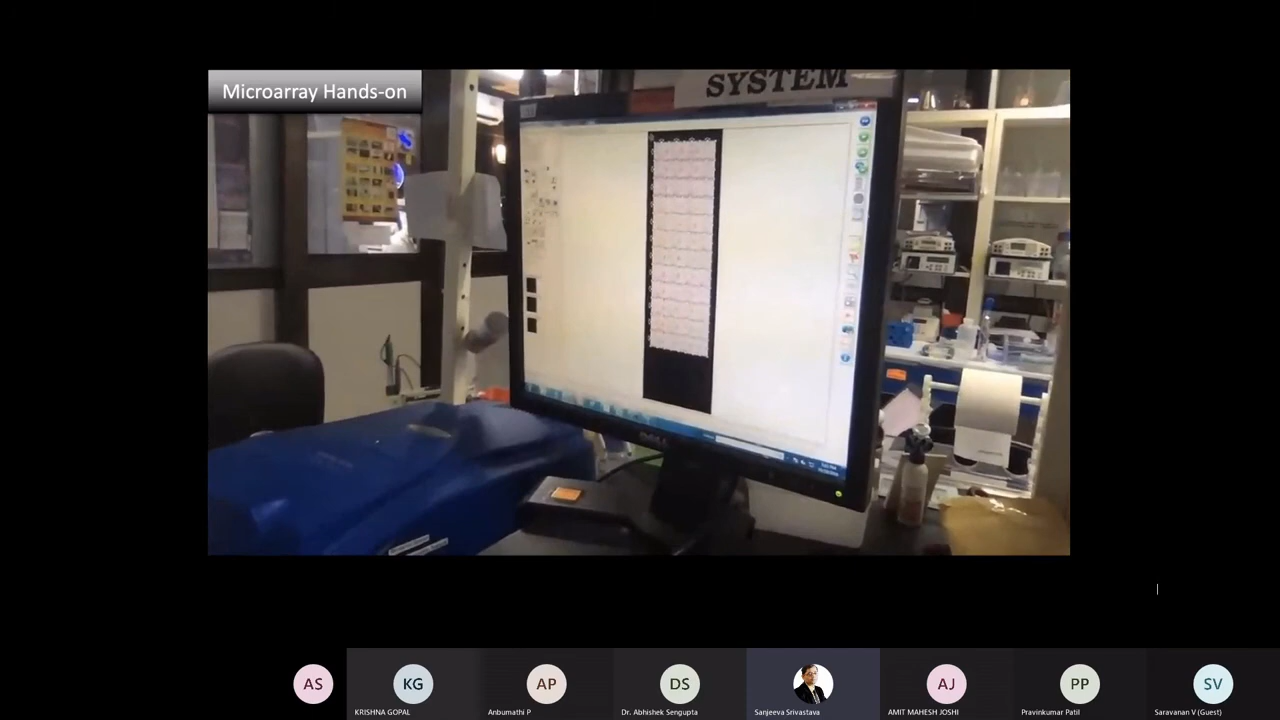 Microarray Hands-on
SYSTEM
DELL
AS
KG
AP
DS
AJ
PP
SV
KRISHNA GOPAL
Anbumathi P
Dr. Abhishek Sengupta
Sanjeeva Srivastava
AMIT MAHESH JOSHI
Pravinkumar Patil
Saravanan V (Guest)